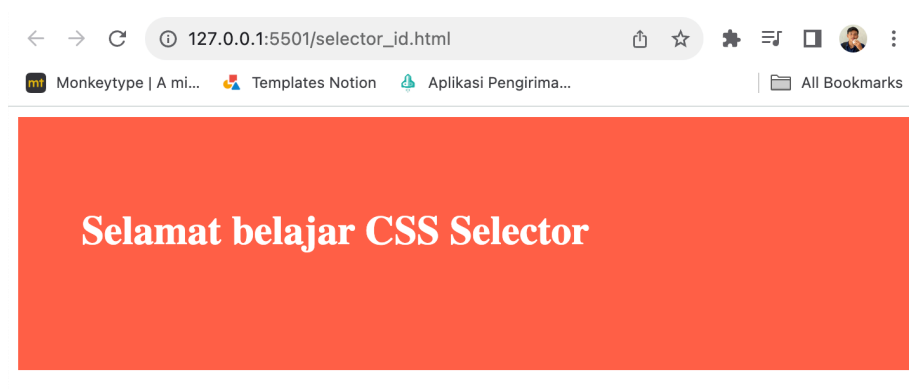 127.0.0.1:5501/selector_id.html
mt Monkeytype | A mi... Templates Notion Aplikasi Pengirima... All Bookmarks
Selamat belajar CSS Selector